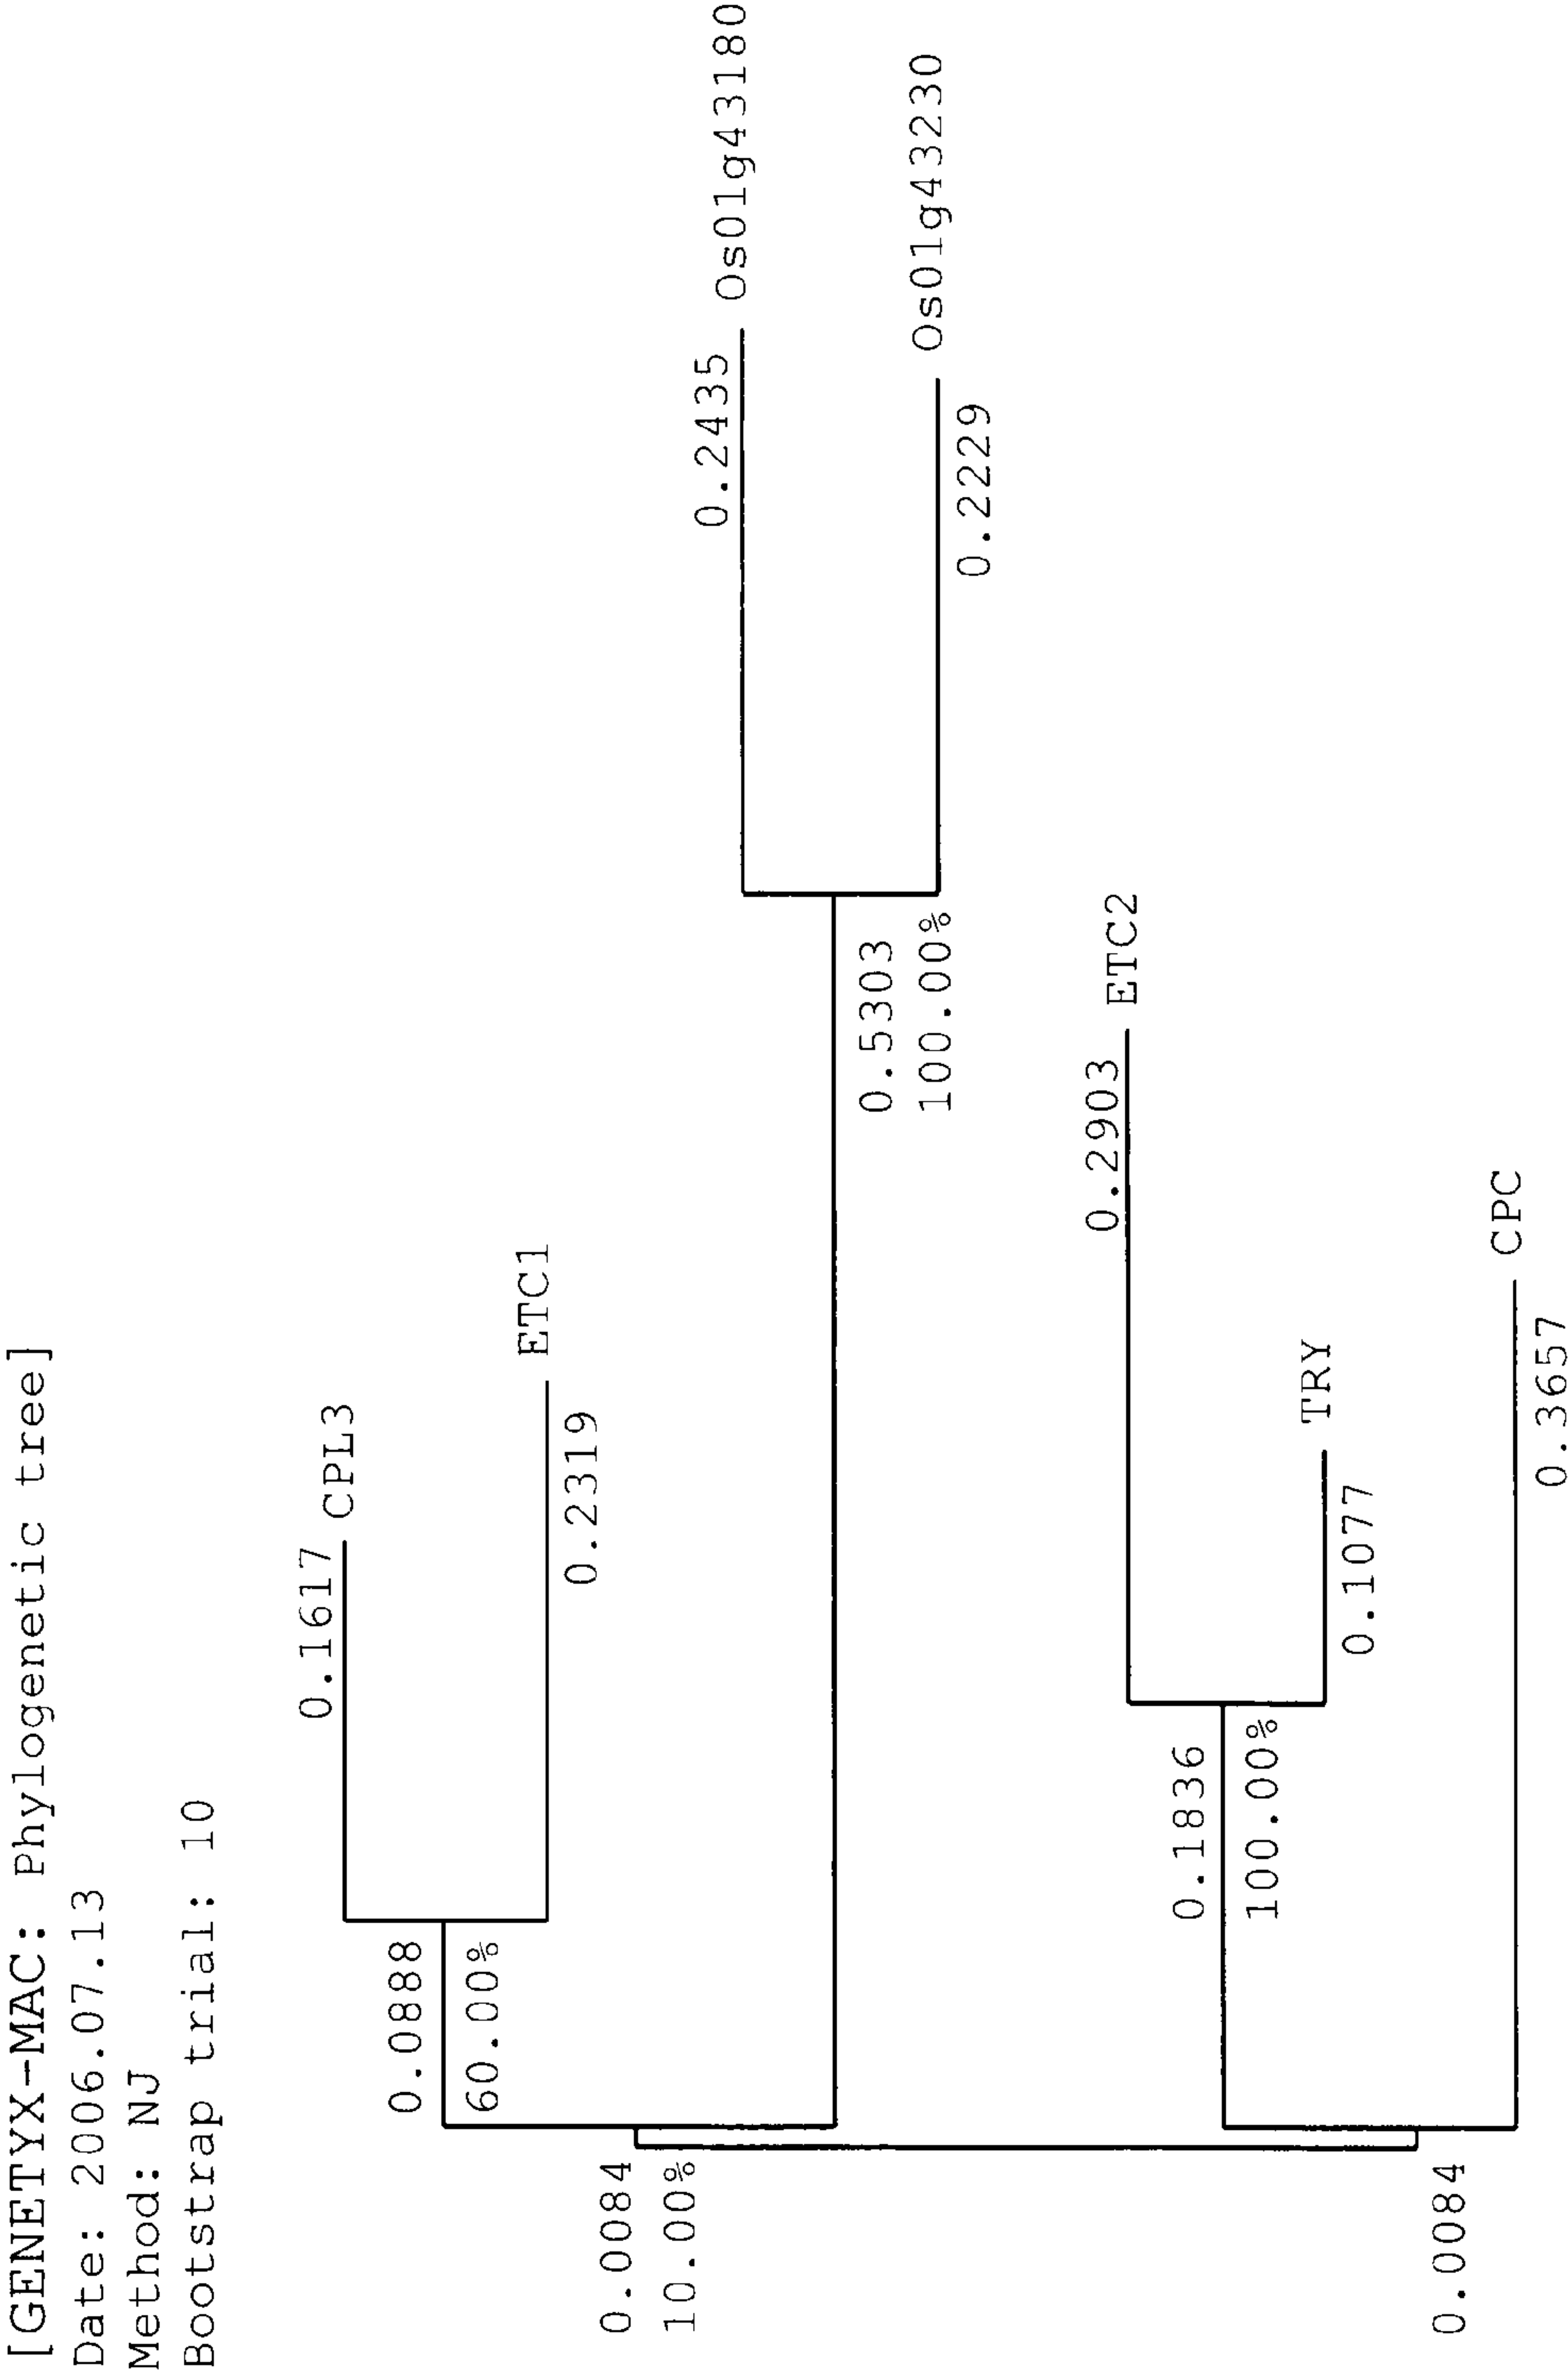 [GENETYX-MAC: Phylogenetic tree]
Date: 2006.07.13
Method: NJ
Bootstrap trial: 10
0.1617
CPL3
0.0888
60.00%
ETC1
0.2319
0.0084
10.00%
0.2435
Os01g43180
0.5303
100.00%
Os01g43230
0.2229
0.2903
ETC2
0.1836
100.00%
TRY
0.1077
0.0084
CPC
0.3657